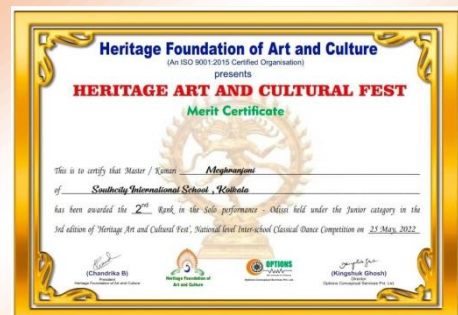 Heritage Foundation of Art and Culture
(An ISO 9001:2015 Certified Organisation)
presents
HERITAGE ART AND CULTURAL FEST
Merit Certificate
This is to certify that Master / Kumari Meghranjani
of Southcity International School , Kolkata
has been awarded the 2nd Rank in the Solo performance - Odissi held under the Junior category in the
3rd edition of 'Heritage Art and Cultural Fest', National level Inter-school Classical Dance Competition on 23 May, 2022
(Chandrika B)
President
Heritage Foundation of Art and Culture
Heritage Foundation of
Art and Culture
OPTIONS
(Kingshuk Ghosh)
Director
Options Conceptual Services Pvt. Ltd.